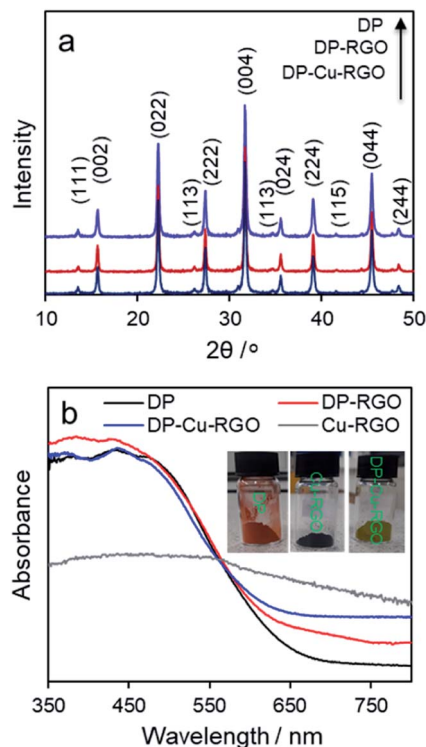 a
DP
DP-RGO
DP-Cu-RGO
(111)
(002)
(022)
(113)
(222)
(004)
(113)
(024)
(224)
(115)
(044)
(244)
Intensity
10 20 30 40 50
2θ /°
b
DP DP-RGO
DP-Cu-RGO Cu-RGO
DP
Cu-RGO
DP-Cu-RGO
Absorbance
350 450 550 650 750
Wavelength / nm